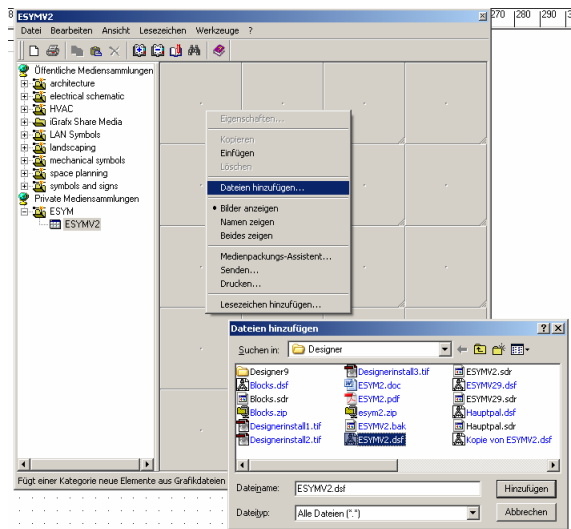 8
ESYMV2
270 280 290
Datei Bearbeiten Ansicht Lesezeichen Werkzeuge ?
Öffentliche Mediensammlungen
architecture
electrical schematic
HVAC
iGrafx Share Media
LAN Symbols
landscaping
mechanical symbols
space planning
symbols and signs
Private Mediensammlungen
ESYM
ESYMV2
Eigenschaften...
Kopieren
Einfügen
Löschen
Dateien hinzufügen...
Bilder anzeigen
Namen zeigen
Beides zeigen
Medienpackungs-Assistent...
Senden...
Drucken...
Lesezeichen hinzufügen...
Fügt einer Kategorie neue Elemente aus Grafikdateien
Dateien hinzufügen
Suchen in: Designer
Designer9 Designerinstall3.tif ESYMV2.sdr
Blocks.dsf ESYM2.doc ESYMV29.dsf
Blocks.sdr ESYM2.pdf ESYMV29.sdr
Blocks.zip esym2.zip Hauptpal.dsf
Designerinstall1.tif ESYMV2.bak Hauptpal.sdr
Designerinstall2.tif ESYMV2.dsf Kopie von ESYMV2.dsf
Dateiname: ESYMV2.dsf Hinzufügen
Dateityp: Alle Dateien (*.*) Abbrechen